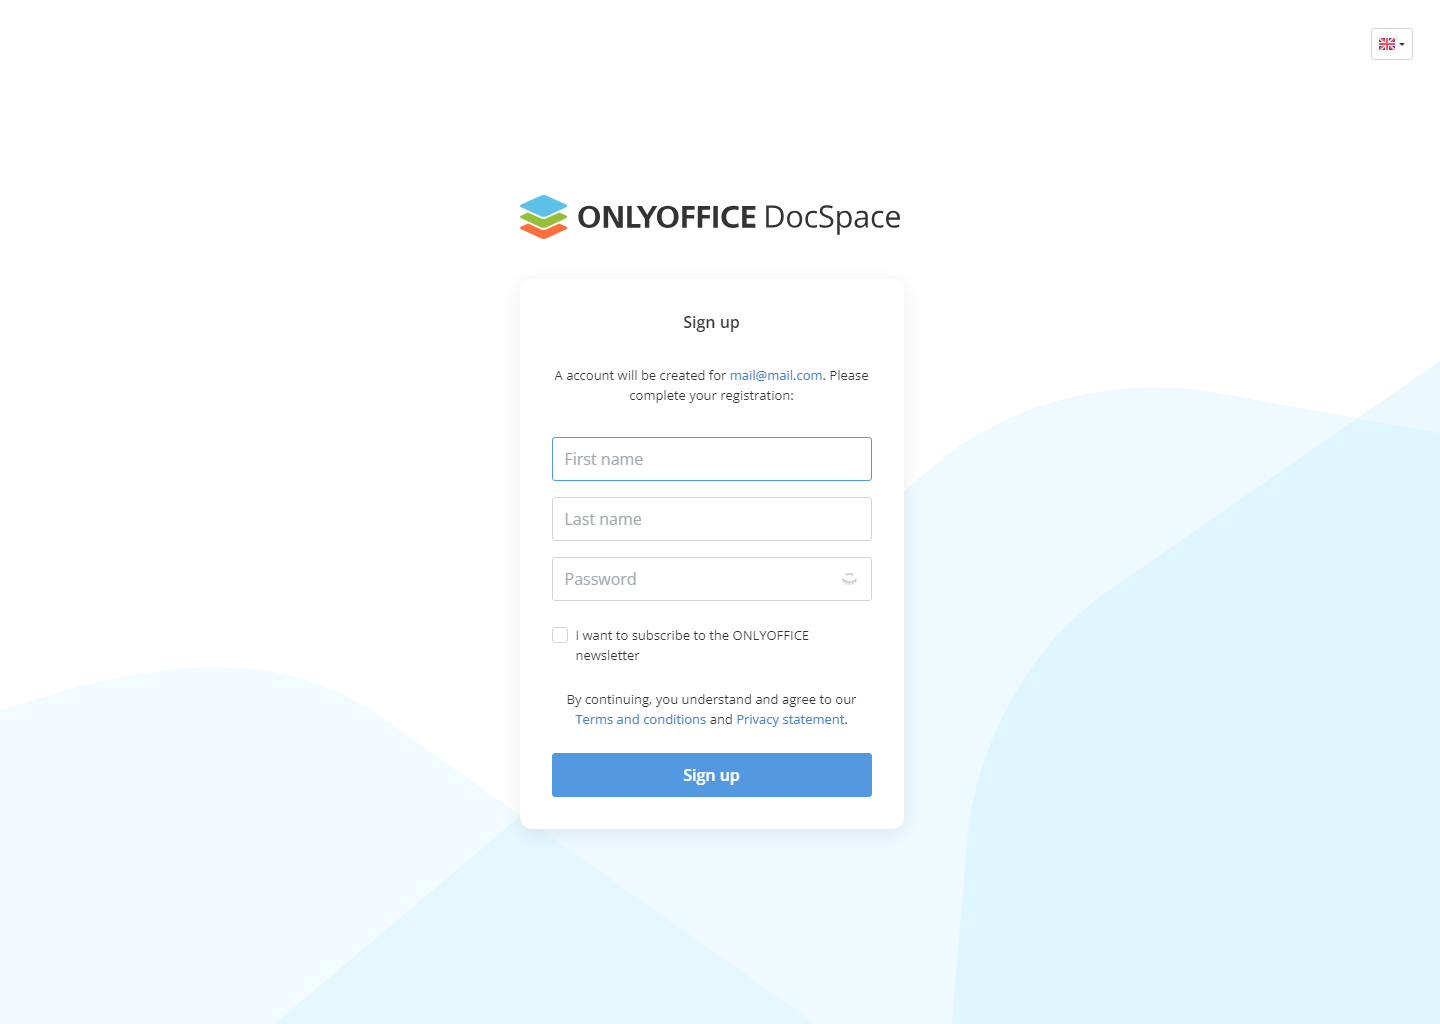 ONLYOFFICE DocSpace
Sign up
A account will be created for mail@mail.com. Please
complete your registration:
First name
Last name
Password
I want to subscribe to the ONLYOFFICE
newsletter
By continuing, you understand and agree to our
Terms and conditions and Privacy statement.
Sign up